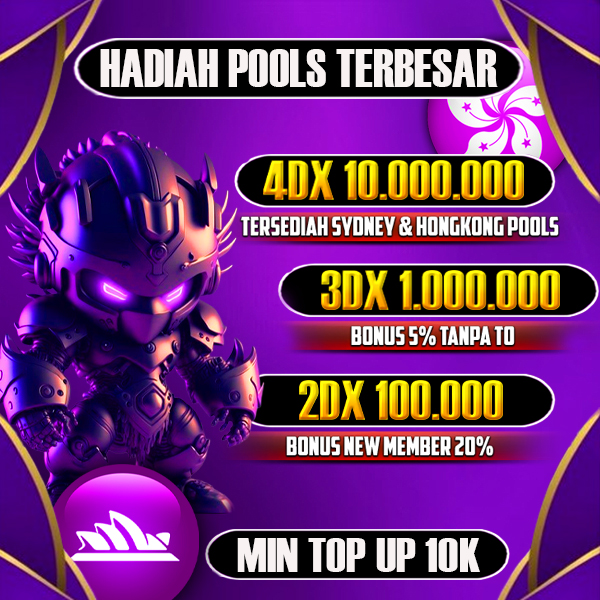 HADIAH POOLS TERBESAR
4DX 10.000.000
TERSEDIAH SYDNEY & HONGKONG POOLS
3DX 1.000.000
BONUS 5% TANPA TO
2DX 100.000
BONUS NEW MEMBER 20%
MIN TOP UP 10K